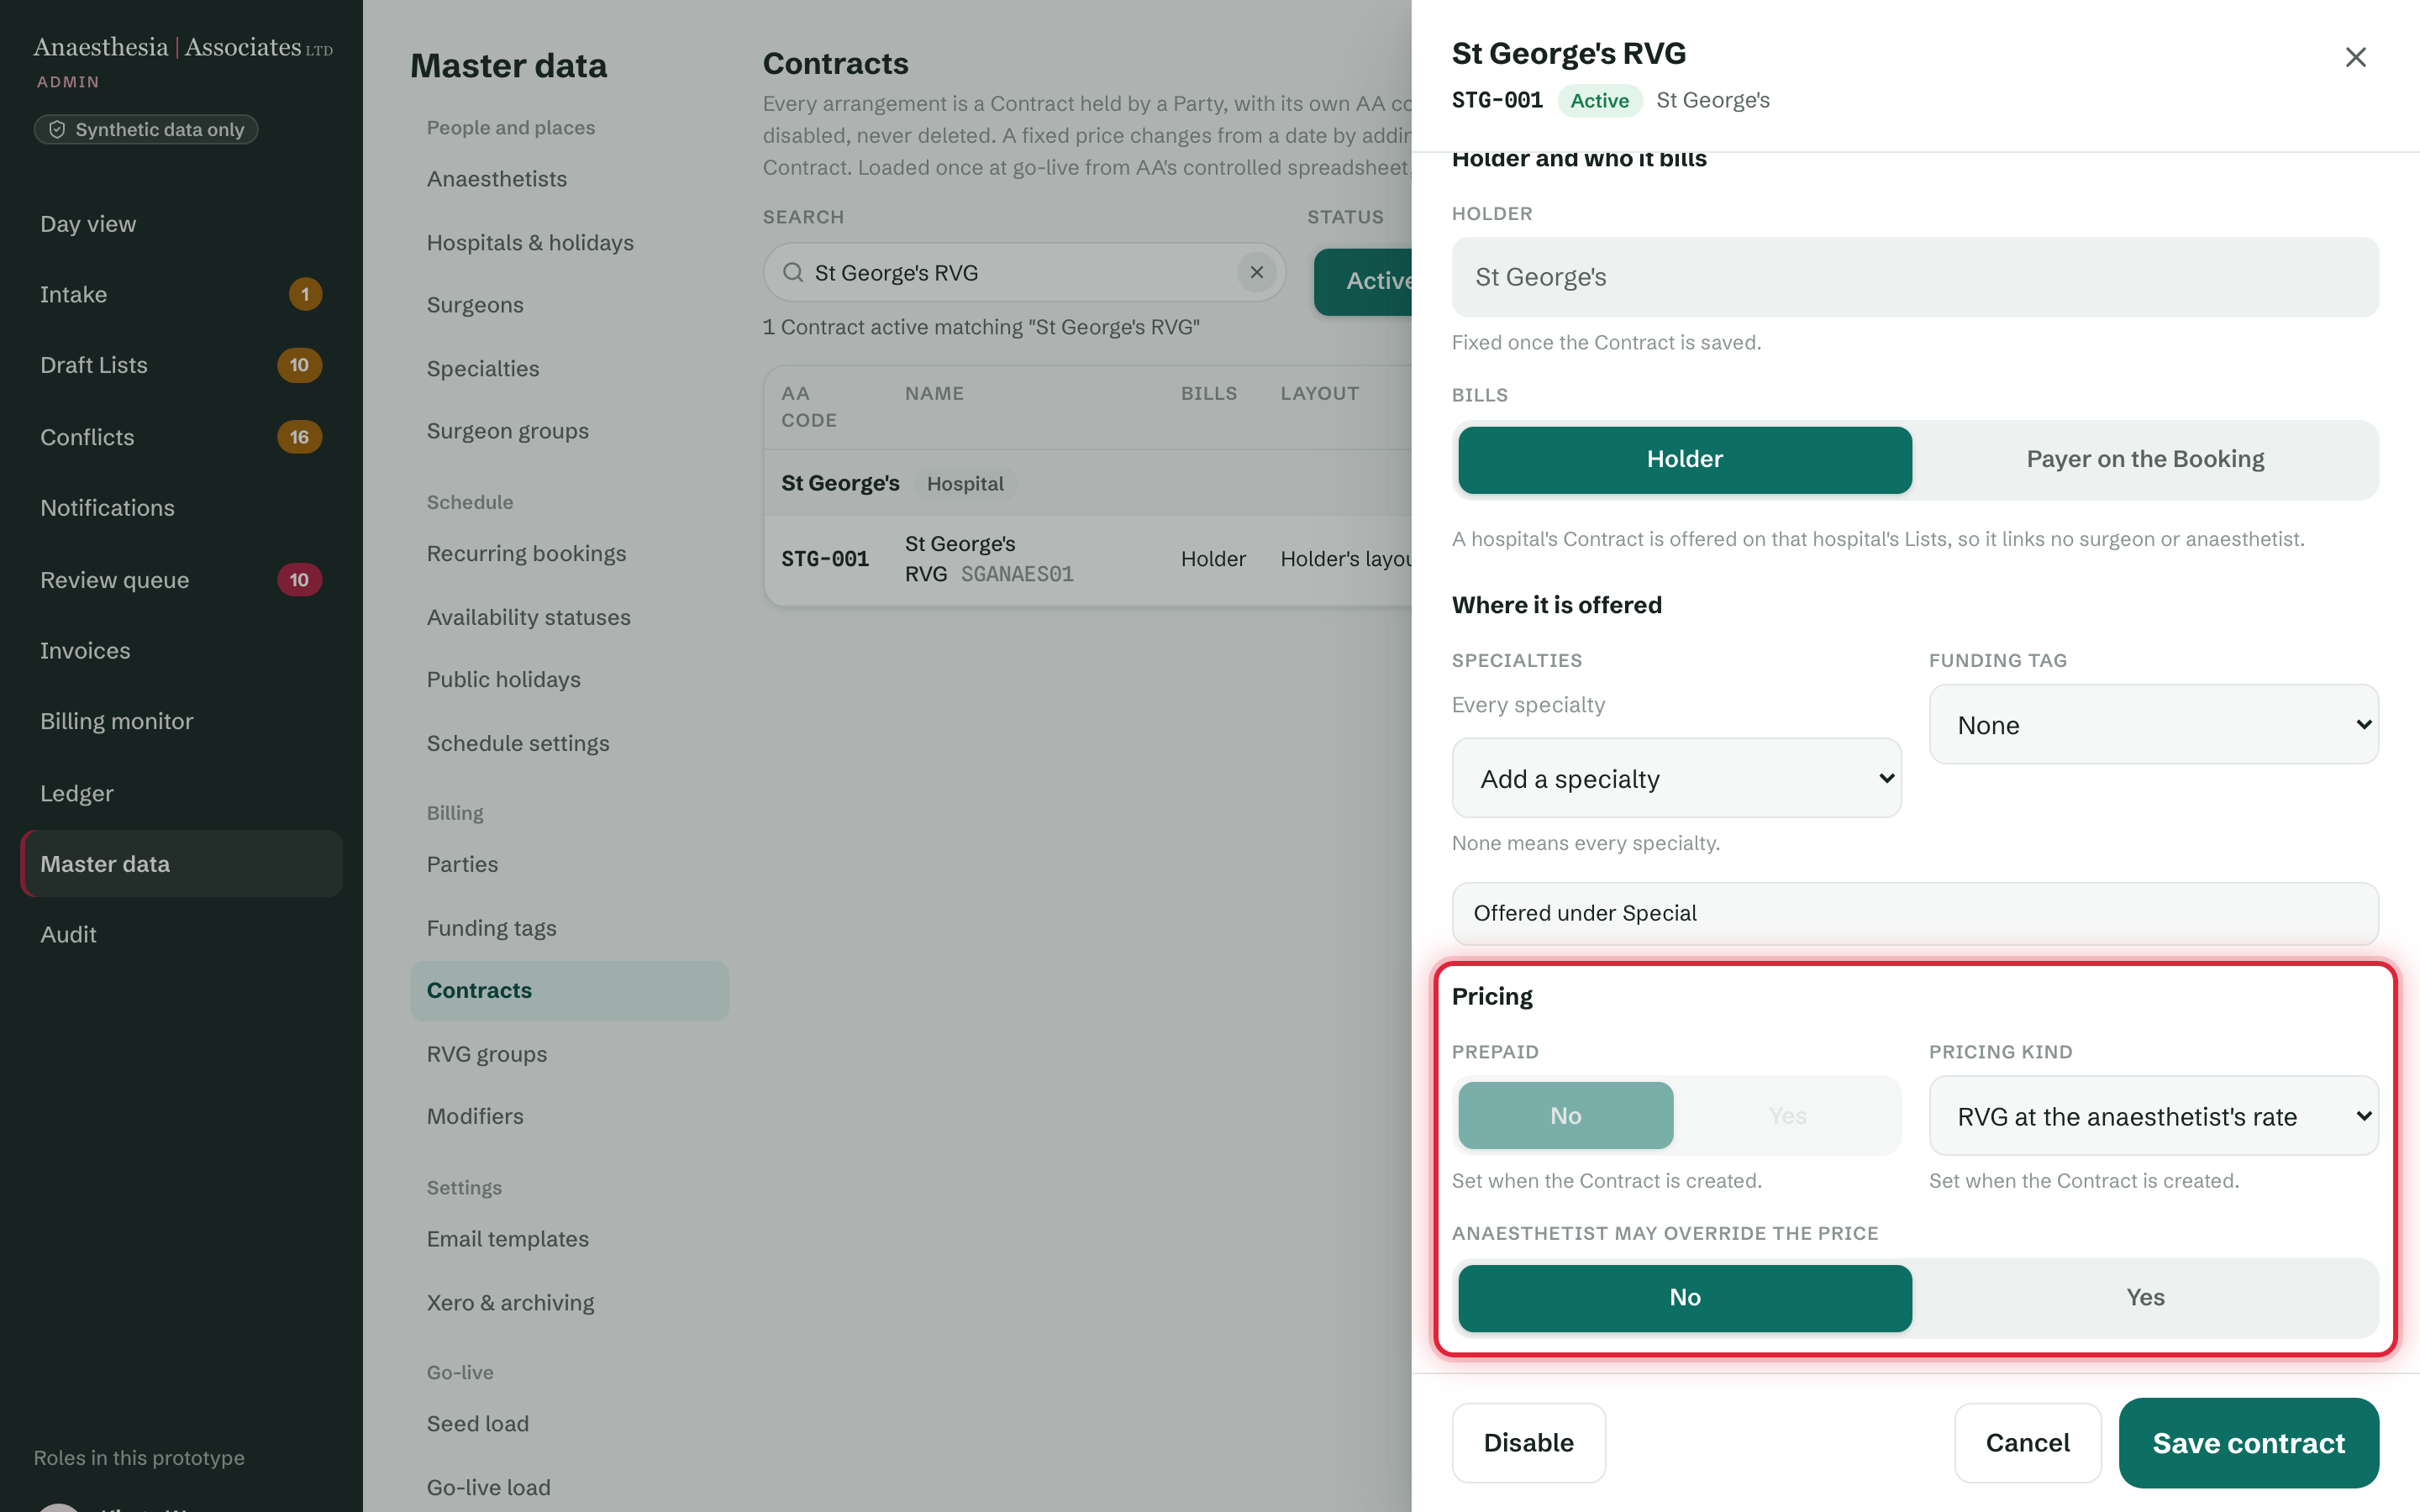 Anaesthesia | Associates LTD
ADMIN
Synthetic data only
Day view
Intake 1
Draft Lists 10
Conflicts 16
Notifications
Review queue 10
Invoices
Billing monitor
Ledger
Master data
Audit
Roles in this prototype
Master data
People and places
Anaesthetists
Hospitals & holidays
Surgeons
Specialties
Surgeon groups
Schedule
Recurring bookings
Availability statuses
Public holidays
Schedule settings
Billing
Parties
Funding tags
Contracts
RVG groups
Modifiers
Settings
Email templates
Xero & archiving
Go-live
Seed load
Go-live load
Contracts
Every arrangement is a Contract held by a Party, with its own AA co
disabled, never deleted. A fixed price changes from a date by addin
Contract. Loaded once at go-live from AA's controlled spreadsheet,
SEARCH
STATUS
St George's RVG
Active
1 Contract active matching "St George's RVG"
AA CODE
NAME
BILLS
LAYOUT
St George's Hospital
STG-001
St George's
RVG SGANAES01
Holder
Holder's layou
St George's RVG
STG-001 Active St George's
Holder and who it bills
HOLDER
St George's
Fixed once the Contract is saved.
BILLS
Holder
Payer on the Booking
A hospital's Contract is offered on that hospital's Lists, so it links no surgeon or anaesthetist.
Where it is offered
SPECIALTIES
Every specialty
Add a specialty
None means every specialty.
FUNDING TAG
None
Offered under Special
Pricing
PREPAID
No
Yes
Set when the Contract is created.
PRICING KIND
RVG at the anaesthetist's rate
Set when the Contract is created.
ANAESTHETIST MAY OVERRIDE THE PRICE
No
Yes
Disable
Cancel
Save contract